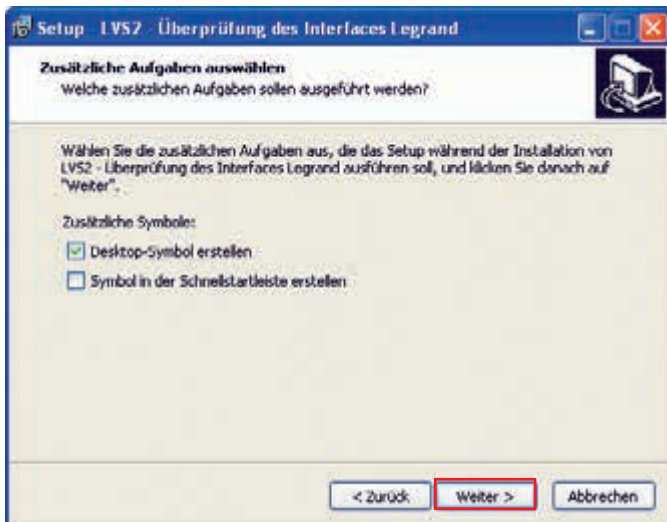 Setup - LVS2 - Überprüfung des Interfaces Legrand
Zusätzliche Aufgaben auswählen
Welche zusätzlichen Aufgaben sollen ausgeführt werden?
Wählen Sie die zusätzlichen Aufgaben aus, die das Setup während der Installation von
LVS2 - Überprüfung des Interfaces Legrand ausführen soll, und klicken Sie danach auf
"Weiter".
Zusätzliche Symbole:
Desktop-Symbol erstellen
Symbol in der Schnellstartleiste erstellen
< Zurück Weiter > Abbrechen